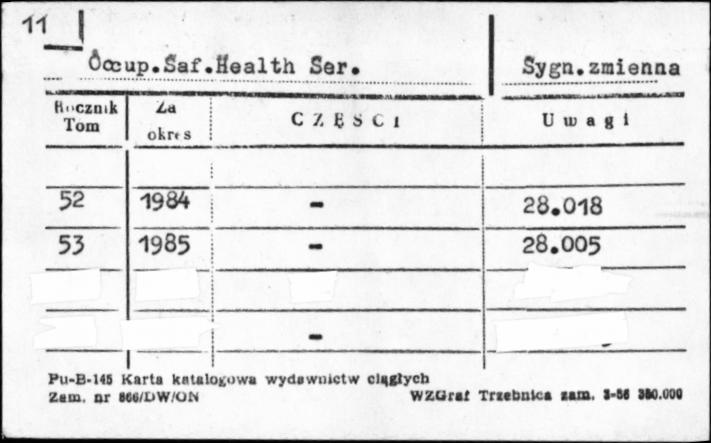 11
Occup.Saf.Health Ser. Sygn.zmienna
Rocznik Tom Za okres CZĘŚCI Uwagi
52 1984 - 28.018
53 1985 - 28.005
-
Pu-B-145 Karta katalogowa wydawnictw ciągłych
Zam. nr 866/DW/ON WZGraf Trzebnica zam. 3-56 350.000